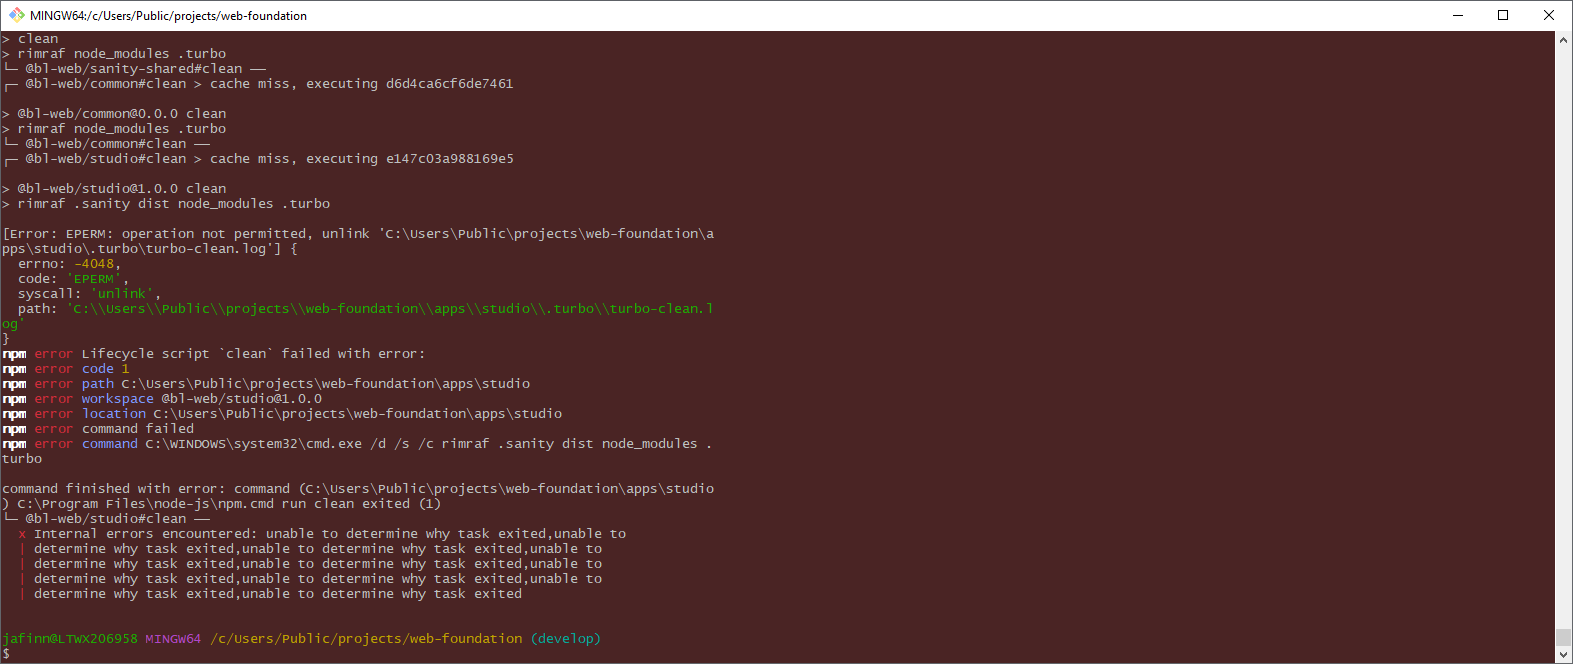 MINGW64:/c/Users/Public/projects/web-foundation
> clean
> rimraf node_modules .turbo
└─ @bl-web/sanity-shared#clean ──
┌─ @bl-web/common#clean > cache miss, executing d6d4ca6cf6de7461
> @bl-web/common@0.0.0 clean
> rimraf node_modules .turbo
└─ @bl-web/common#clean ──
┌─ @bl-web/studio#clean > cache miss, executing e147c03a988169e5
> @bl-web/studio@1.0.0 clean
> rimraf .sanity dist node_modules .turbo
[Error: EPERM: operation not permitted, unlink 'C:\Users\Public\projects\web-foundation\a
pps\studio\.turbo\turbo-clean.log'] {
  errno: -4048,
  code: 'EPERM',
  syscall: 'unlink',
  path: 'C:\\Users\\Public\\projects\\web-foundation\\apps\\studio\\.turbo\\turbo-clean.l
og'
}
npm error Lifecycle script `clean` failed with error:
npm error code 1
npm error path C:\Users\Public\projects\web-foundation\apps\studio
npm error workspace @bl-web/studio@1.0.0
npm error location C:\Users\Public\projects\web-foundation\apps\studio
npm error command failed
npm error command C:\WINDOWS\system32\cmd.exe /d /s /c rimraf .sanity dist node_modules .
turbo
command finished with error: command (C:\Users\Public\projects\web-foundation\apps\studio
) C:\Program Files\node-js\npm.cmd run clean exited (1)
└─ @bl-web/studio#clean ──
  x Internal errors encountered: unable to determine why task exited,unable to
  | determine why task exited,unable to determine why task exited,unable to
  | determine why task exited,unable to determine why task exited,unable to
  | determine why task exited,unable to determine why task exited,unable to
  | determine why task exited,unable to determine why task exited
jafinn@LTWX206958 MINGW64 /c/Users/Public/projects/web-foundation (develop)
$